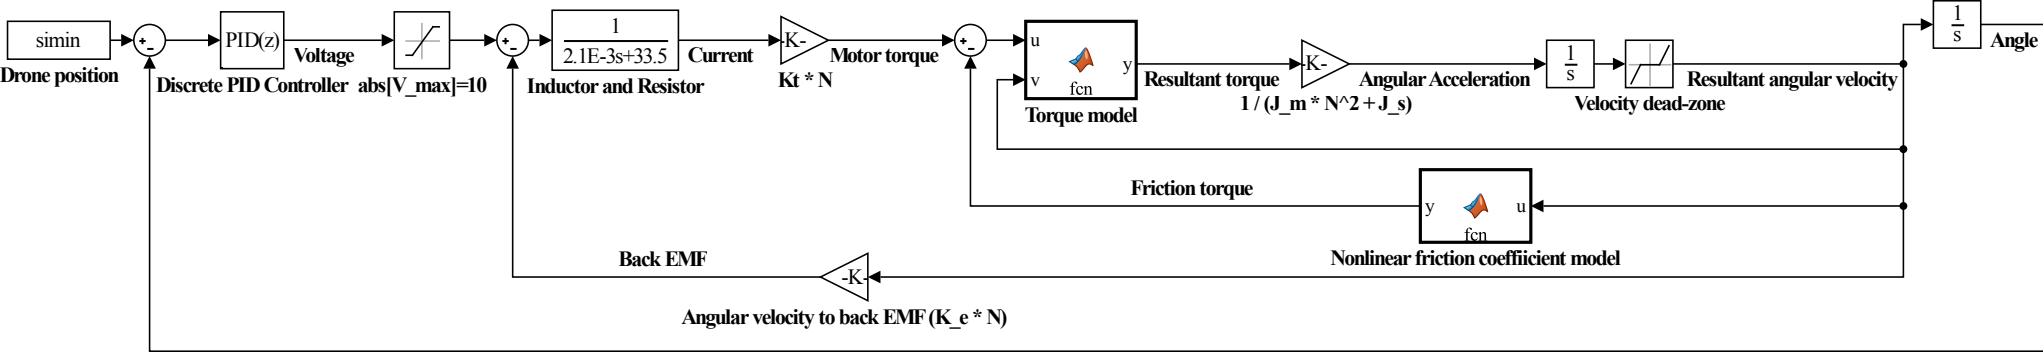 simin
Drone position
+
-
PID(z)
Discrete PID Controller
Voltage
abs[V_max]=10
+
-
1
2.1E-3s+33.5
Inductor and Resistor
Current
-K-
Kt * N
Motor torque
+
-
u
v
y
fcn
Torque model
Resultant torque
-K-
1 / (J_m * N^2 + J_s)
Angular Acceleration
1
s
Velocity dead-zone
Resultant angular velocity
1
s
Angle
Friction torque
y
u
fcn
Nonlinear friction coeffiicient model
Back EMF
-K-
Angular velocity to back EMF (K_e * N)